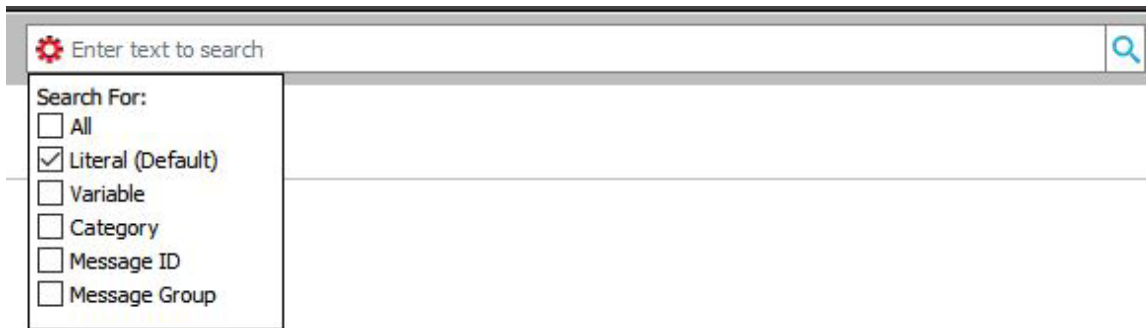 Enter text to search
Search For:
All
Literal (Default)
Variable
Category
Message ID
Message Group